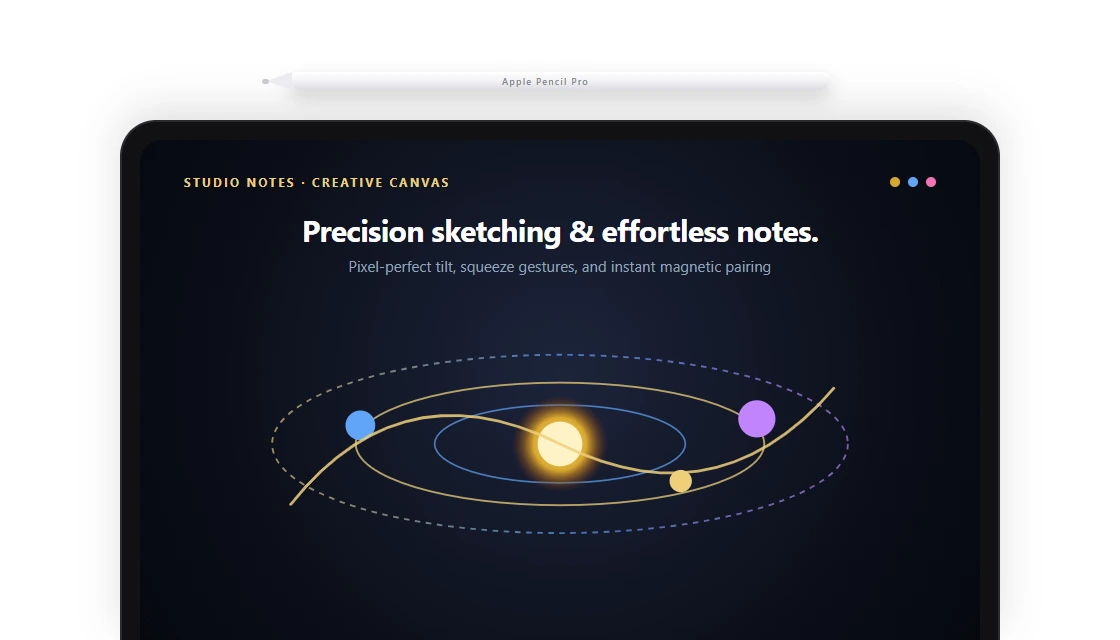 Apple Pencil Pro
STUDIO NOTES · CREATIVE CANVAS
Precision sketching & effortless notes.
Pixel-perfect tilt, squeeze gestures, and instant magnetic pairing